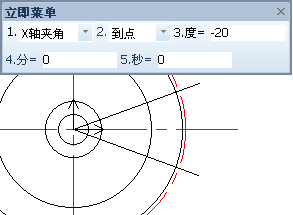 立即菜单
1. X轴夹角 2. 到点 3.度= -20
4.分= 0 5.秒= 0